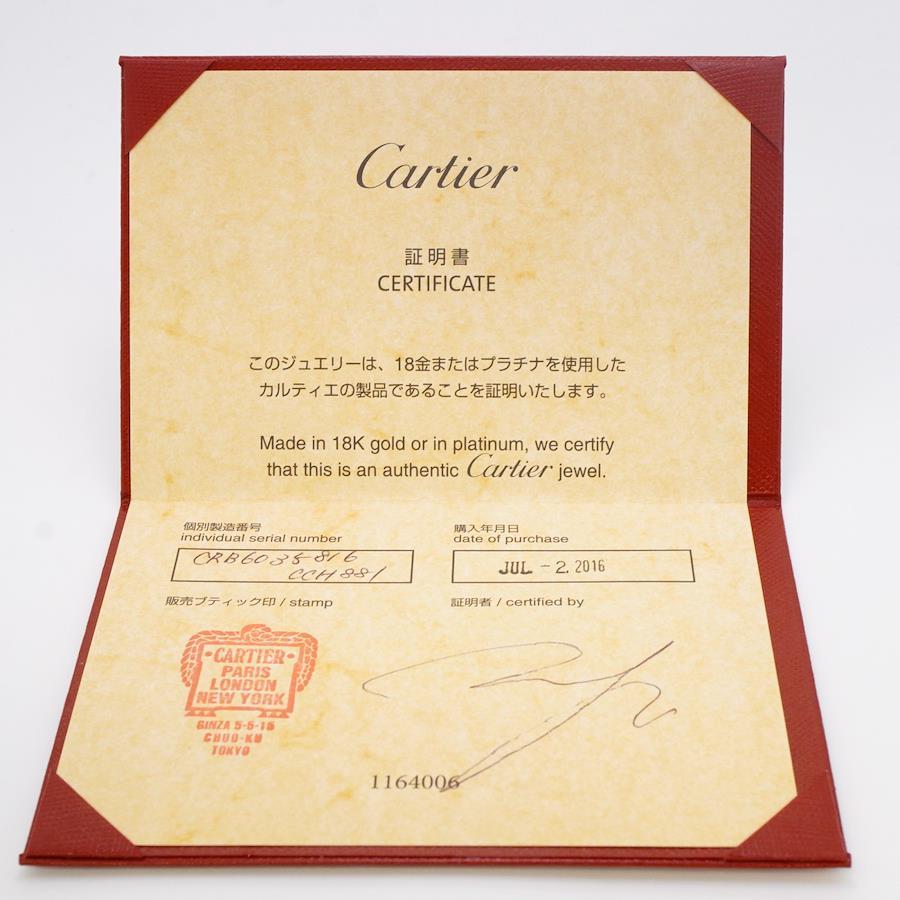 Cartier
証明書
CERTIFICATE
このジュエリーは、18金またはプラチナを使用した
カルティエの製品であることを証明いたします。
Made in 18K gold or in platinum, we certify
that this is an authentic Cartier jewel.
個別製造番号
individual serial number
CRB6035816
CCH881
購入年月日
date of purchase
JUL - 2. 2016
販売ブティック印 / stamp
証明者 / certified by
·CARTIER·
PARIS
LONDON
NEW YORK
GINZA 5-5-15
CHUO-KU
TOKYO
1164006